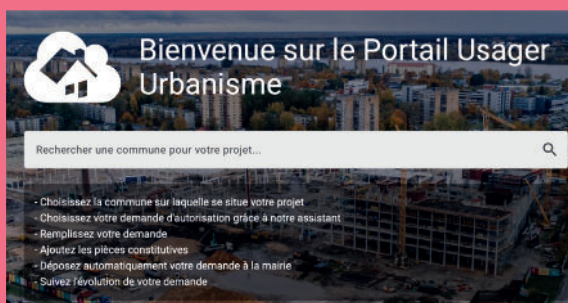 Bienvenue sur le Portail Usager
Urbanisme
Rechercher une commune pour votre projet...
- Choisissez la commune sur laquelle se situe votre projet
- Choisissez votre demande d'autorisation grâce à notre assistant
- Remplissez votre demande
- Ajoutez les pièces constitutives
- Déposez automatiquement votre demande à la mairie
- Suivez l'évolution de votre demande